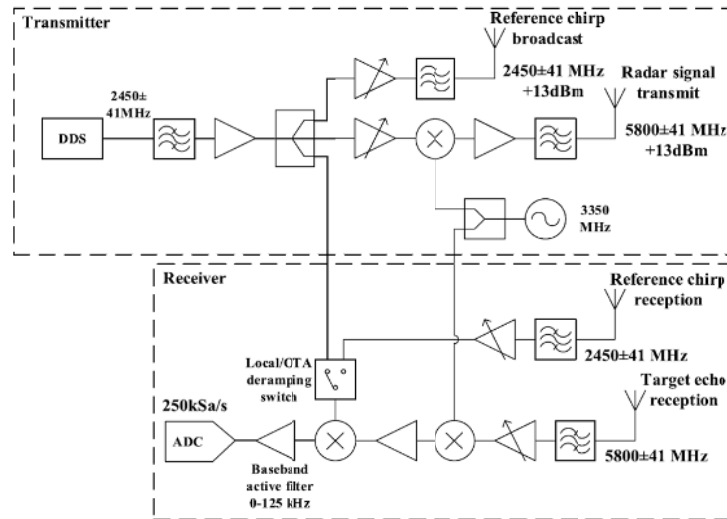 Transmitter
Reference chirp
broadcast
2450±41 MHz
+13dBm
Radar signal
transmit
2450±
41MHz
DDS
5800±41 MHz
+13dBm
3350
MHz
Receiver
Reference chirp
reception
2450±41 MHz
Local/OTA
deramping
switch
Target echo
reception
250kSa/s
ADC
5800±41 MHz
Baseband
active filter
0-125 kHz